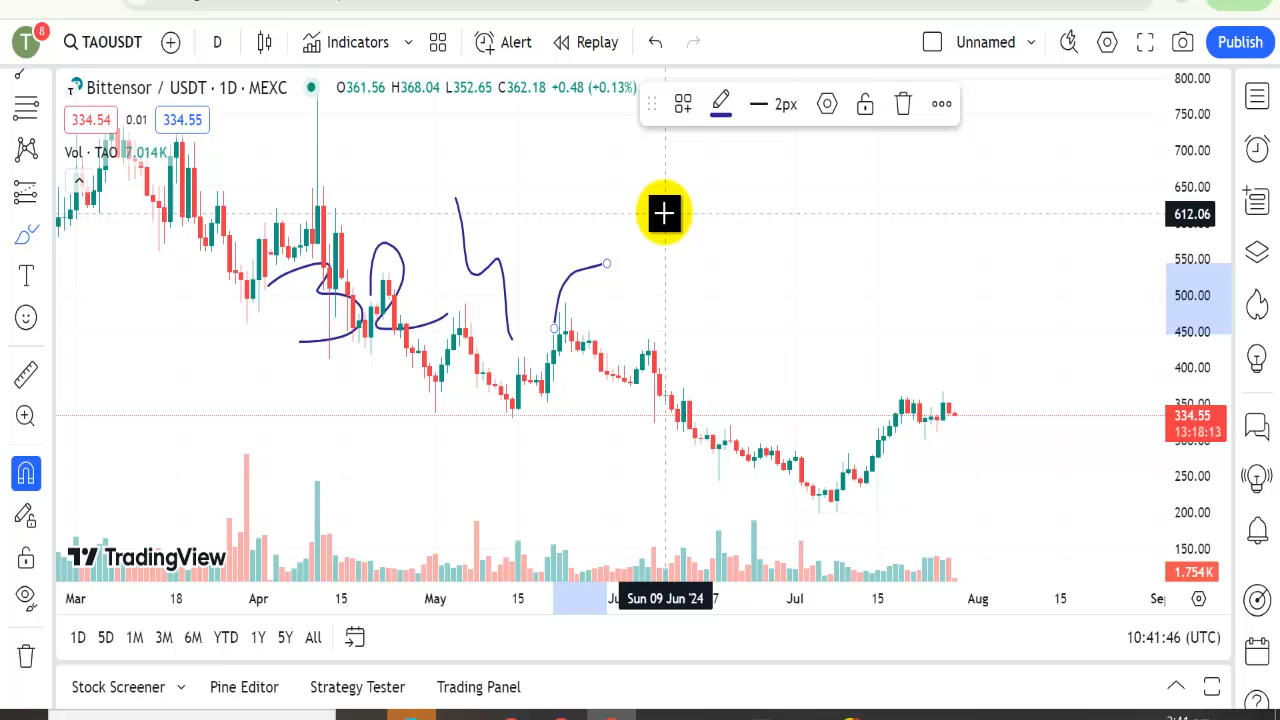 T 8 TAOUSDT D Indicators Alert Replay Unnamed Publish
Bittensor / USDT · 1D · MEXC O361.56 H368.04 L352.65 C362.18 +0.48 (+0.13%)
2px
334.54 0.01 334.55
Vol · TAO 7.014K
800.00
750.00
700.00
650.00
612.06
550.00
500.00
450.00
400.00
334.55
13:18:13
250.00
200.00
150.00
1.754K
32
TradingView
Mar 18 Apr 15 May 15 Sun 09 Jun '24 Jul 15 Aug 15
1D 5D 1M 3M 6M YTD 1Y 5Y All 10:41:46 (UTC)
Stock Screener Pine Editor Strategy Tester Trading Panel